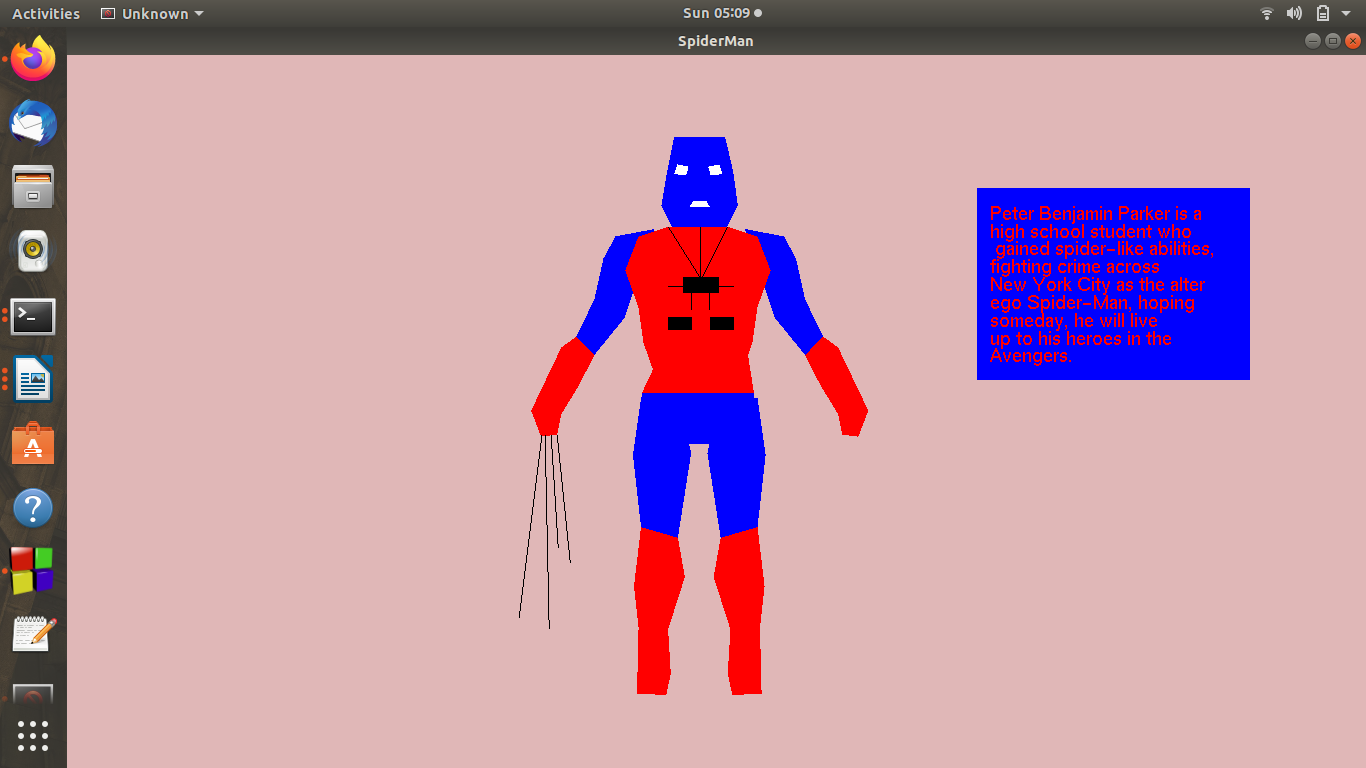 Activities
Unknown
Sun 05:09
SpiderMan
Peter Benjamin Parker is a
high school student who
gained spider-like abilities,
fighting crime across
New York City as the alter
ego Spider-Man, hoping
someday, he will live
up to his heroes in the
Avengers.